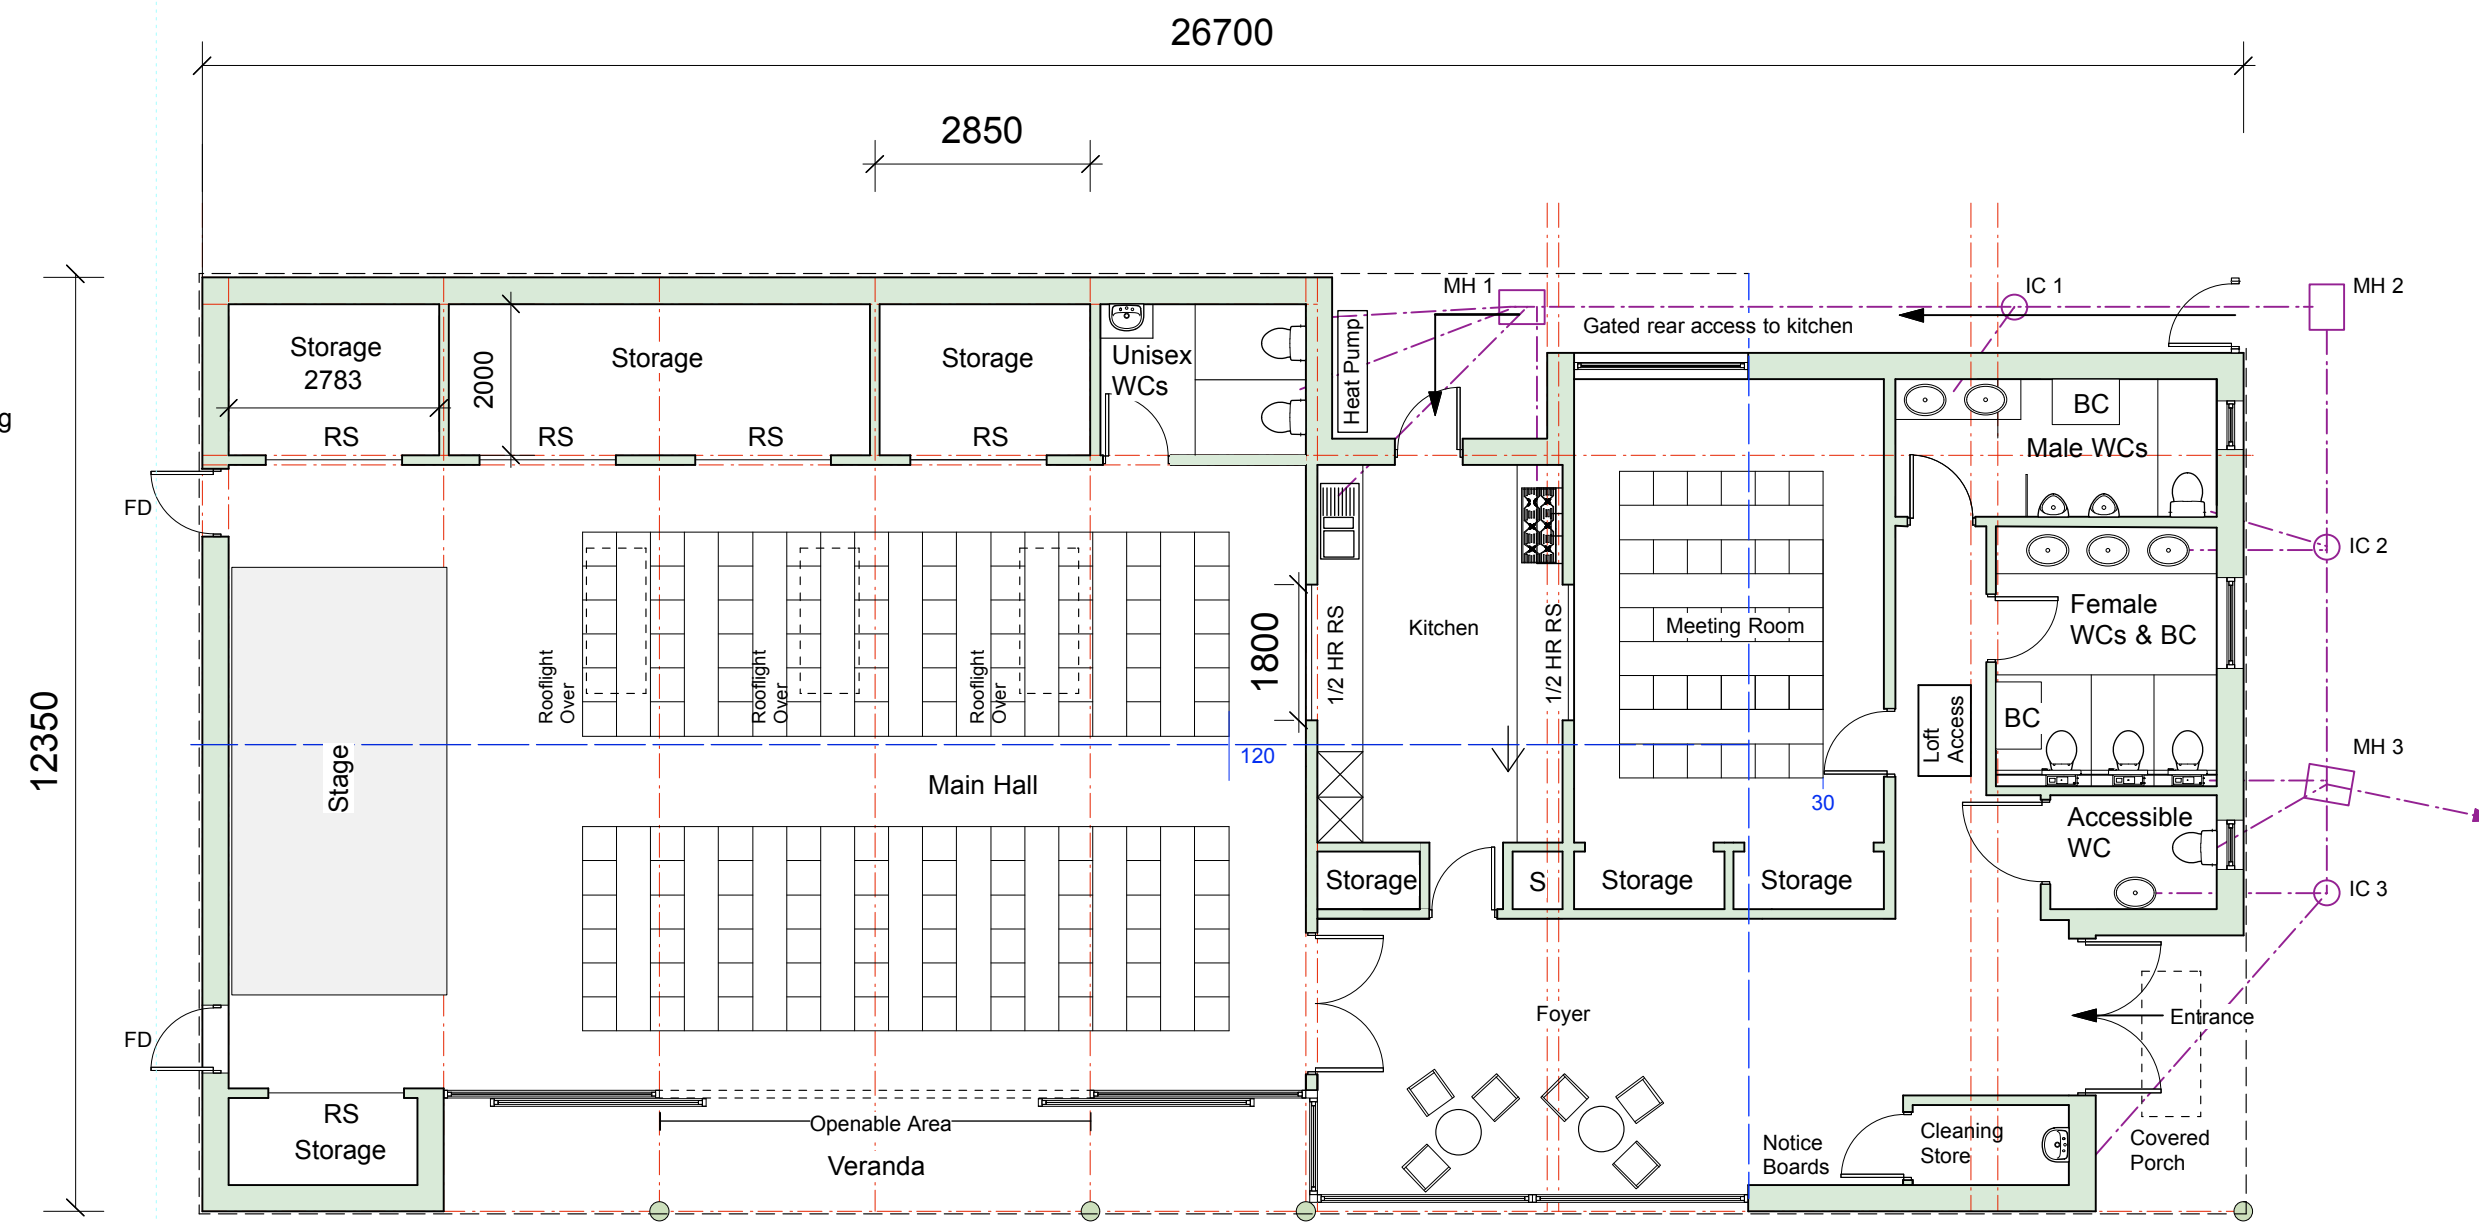 26700
2850
MH 1
IC 1
MH 2
Gated rear access to kitchen
Heat Pump
Storage
2783
2000
Storage
Storage
Unisex
WCs
BC
g
RS
RS
RS
RS
Male WCs
FD
IC 2
Female
WCs & BC
Rooflight
Over
Rooflight
Over
Rooflight
Over
1800
1/2 HR RS
Kitchen
1/2 HR RS
Meeting Room
12350
Stage
Main Hall
120
30
Loft
Access
BC
MH 3
Accessible
WC
Storage
S
Storage
Storage
IC 3
Foyer
Entrance
FD
RS
Storage
Openable Area
Veranda
Notice
Boards
Cleaning
Store
Covered
Porch